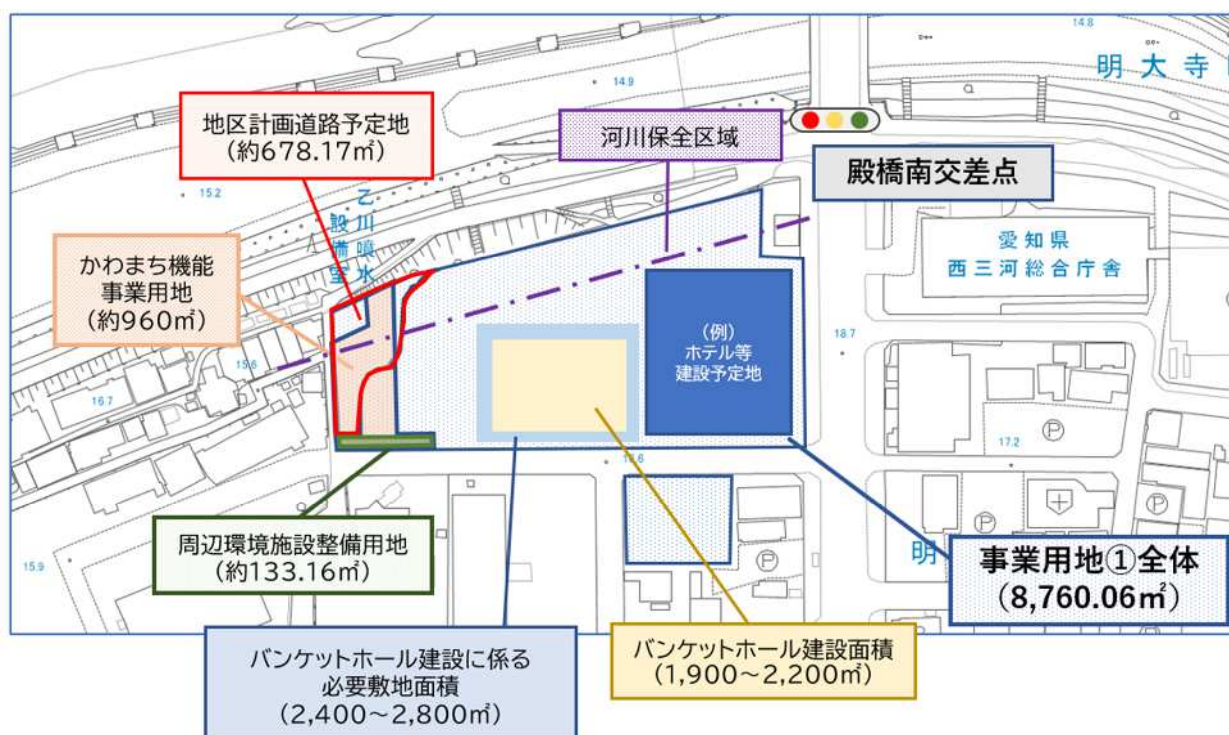 14.8
明大寺
14.9
地区計画道路予定地
（約678.17㎡）
河川保全区域
殿橋南交差点
15.2
乙川噴水
設備室
愛知県
西三河総合庁舎
かわまち機能
事業用地
（約960㎡）
（例）
ホテル等
建設予定地
18.7
15.6
16.7
17.2
P
周辺環境施設整備用地
（約133.16㎡）
P
P
P
15.9
明
事業用地①全体
（8,760.06㎡）
バンケットホール建設に係る
必要敷地面積
（2,400～2,800㎡）
バンケットホール建設面積
（1,900～2,200㎡）